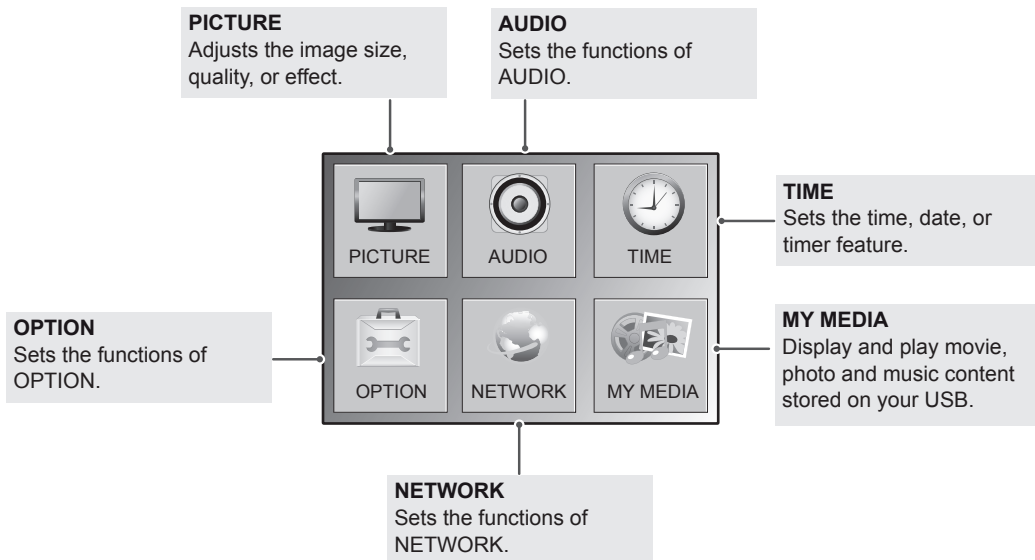 PICTURE
Adjusts the image size,
quality, or effect.
AUDIO
Sets the functions of
AUDIO.
PICTURE
AUDIO
TIME
TIME
Sets the time, date, or
timer feature.
OPTION
Sets the functions of
OPTION.
OPTION
NETWORK
MY MEDIA
MY MEDIA
Display and play movie,
photo and music content
stored on your USB.
NETWORK
Sets the functions of
NETWORK.